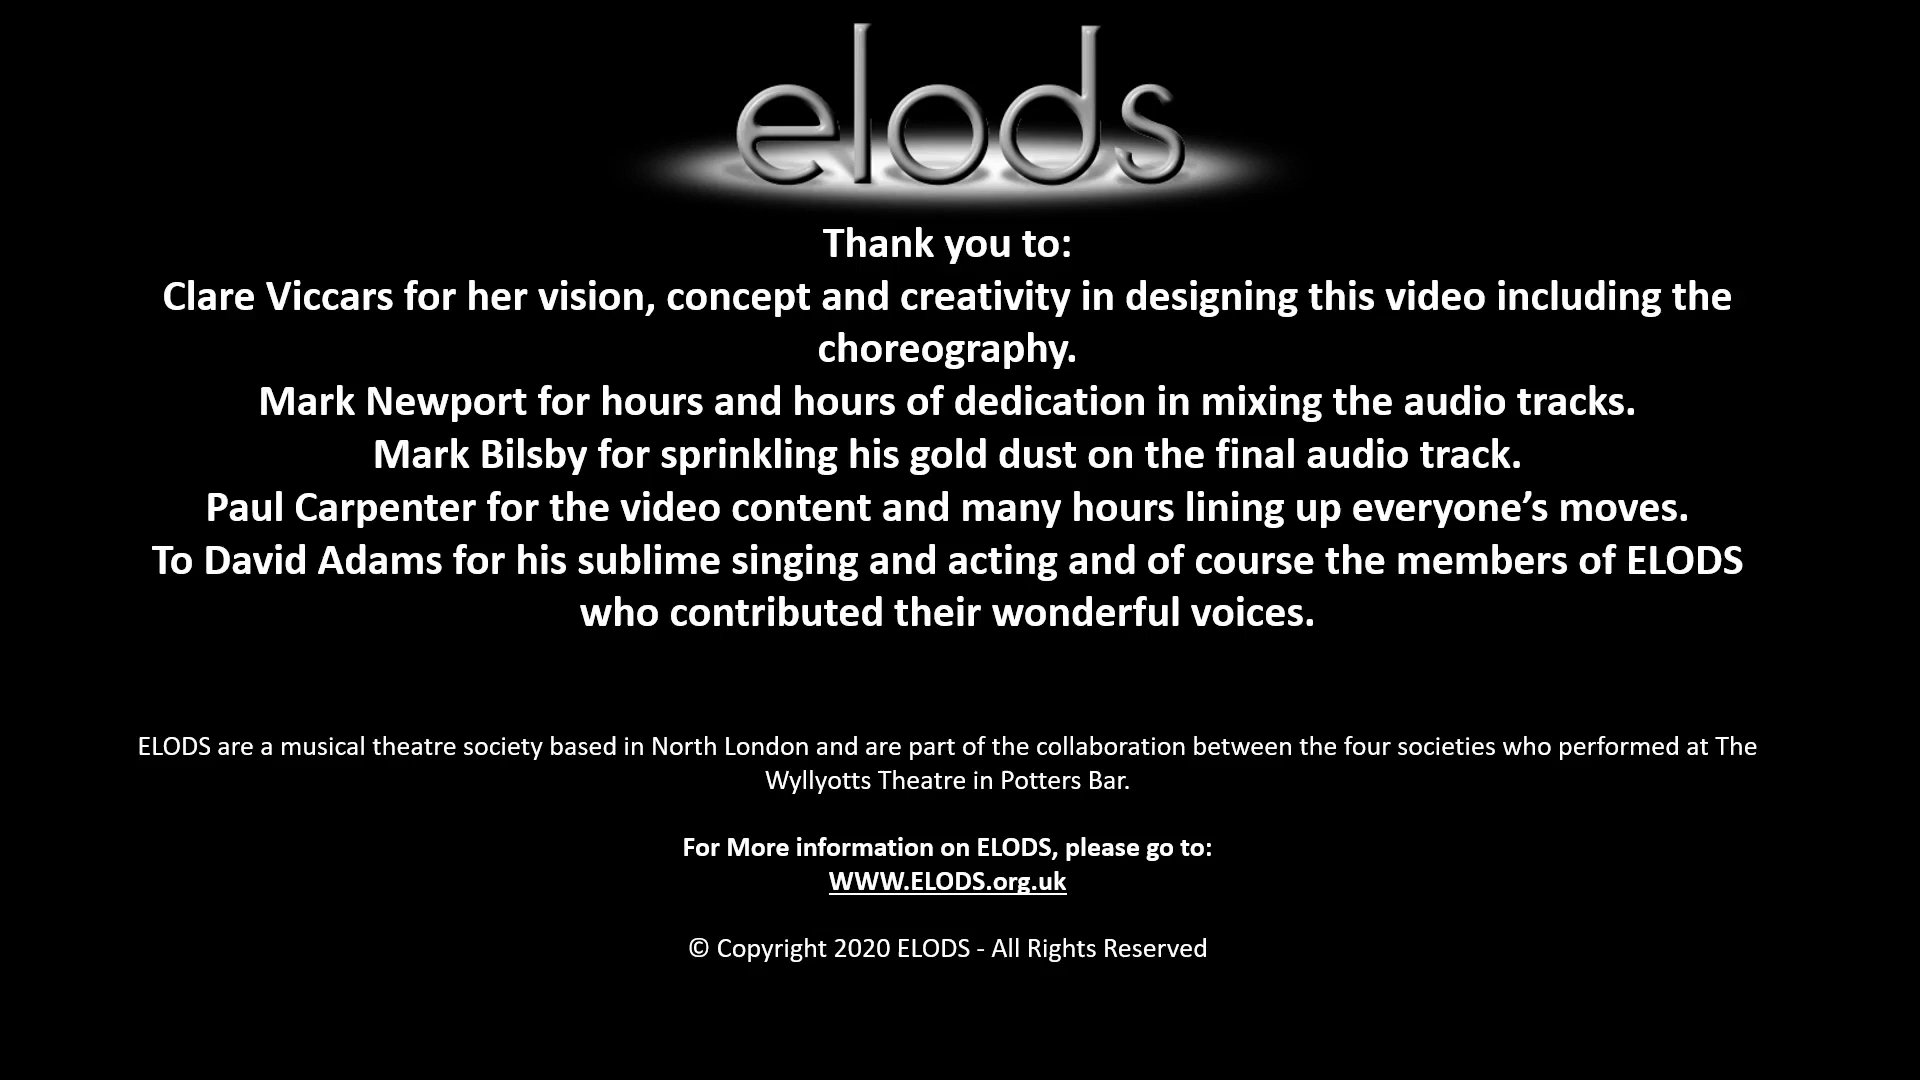 elods
Thank you to:
Clare Viccars for her vision, concept and creativity in designing this video including the
choreography.
Mark Newport for hours and hours of dedication in mixing the audio tracks.
Mark Bilsby for sprinkling his gold dust on the final audio track.
Paul Carpenter for the video content and many hours lining up everyone’s moves.
To David Adams for his sublime singing and acting and of course the members of ELODS
who contributed their wonderful voices.
ELODS are a musical theatre society based in North London and are part of the collaboration between the four societies who performed at The
Wyllyotts Theatre in Potters Bar.
For More information on ELODS, please go to:
WWW.ELODS.org.uk
© Copyright 2020 ELODS - All Rights Reserved